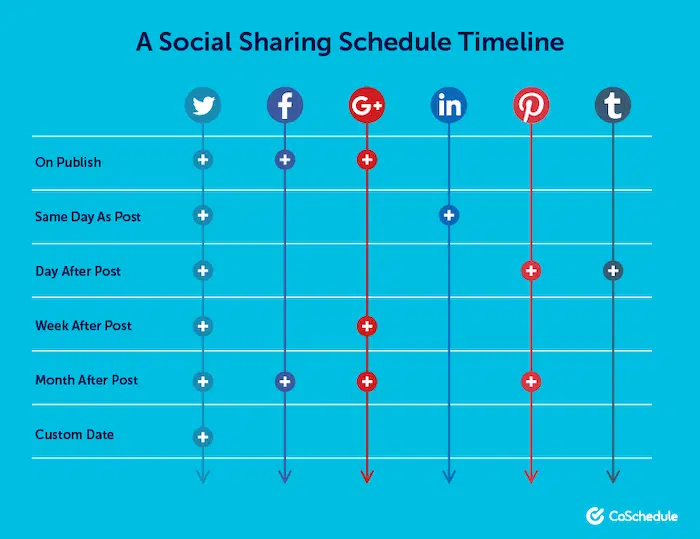 A Social Sharing Schedule Timeline
f G+ in p t
On Publish
Same Day As Post
Day After Post
Week After Post
Month After Post
Custom Date
CoSchedule